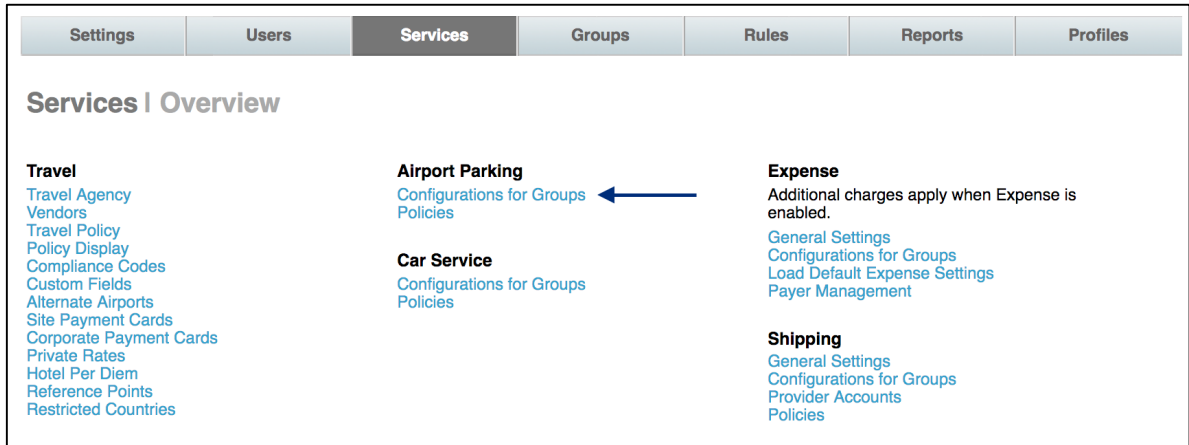 Settings Users Services Groups Rules Reports Profiles
Services | Overview
Travel
Travel Agency
Vendors
Travel Policy
Policy Display
Compliance Codes
Custom Fields
Alternate Airports
Site Payment Cards
Corporate Payment Cards
Private Rates
Hotel Per Diem
Reference Points
Restricted Countries
Airport Parking
Configurations for Groups
Policies
Car Service
Configurations for Groups
Policies
Expense
Additional charges apply when Expense is
enabled.
General Settings
Configurations for Groups
Load Default Expense Settings
Payer Management
Shipping
General Settings
Configurations for Groups
Provider Accounts
Policies